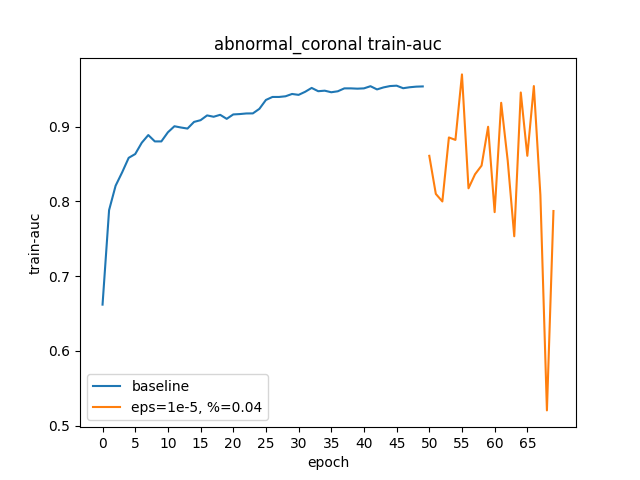 abnormal_coronal train-auc
train-auc
0.9
0.8
0.7
0.6
0.5
baseline
eps=1e-5, %=0.04
0 5 10 15 20 25 30 35 40 45 50 55 60 65
epoch